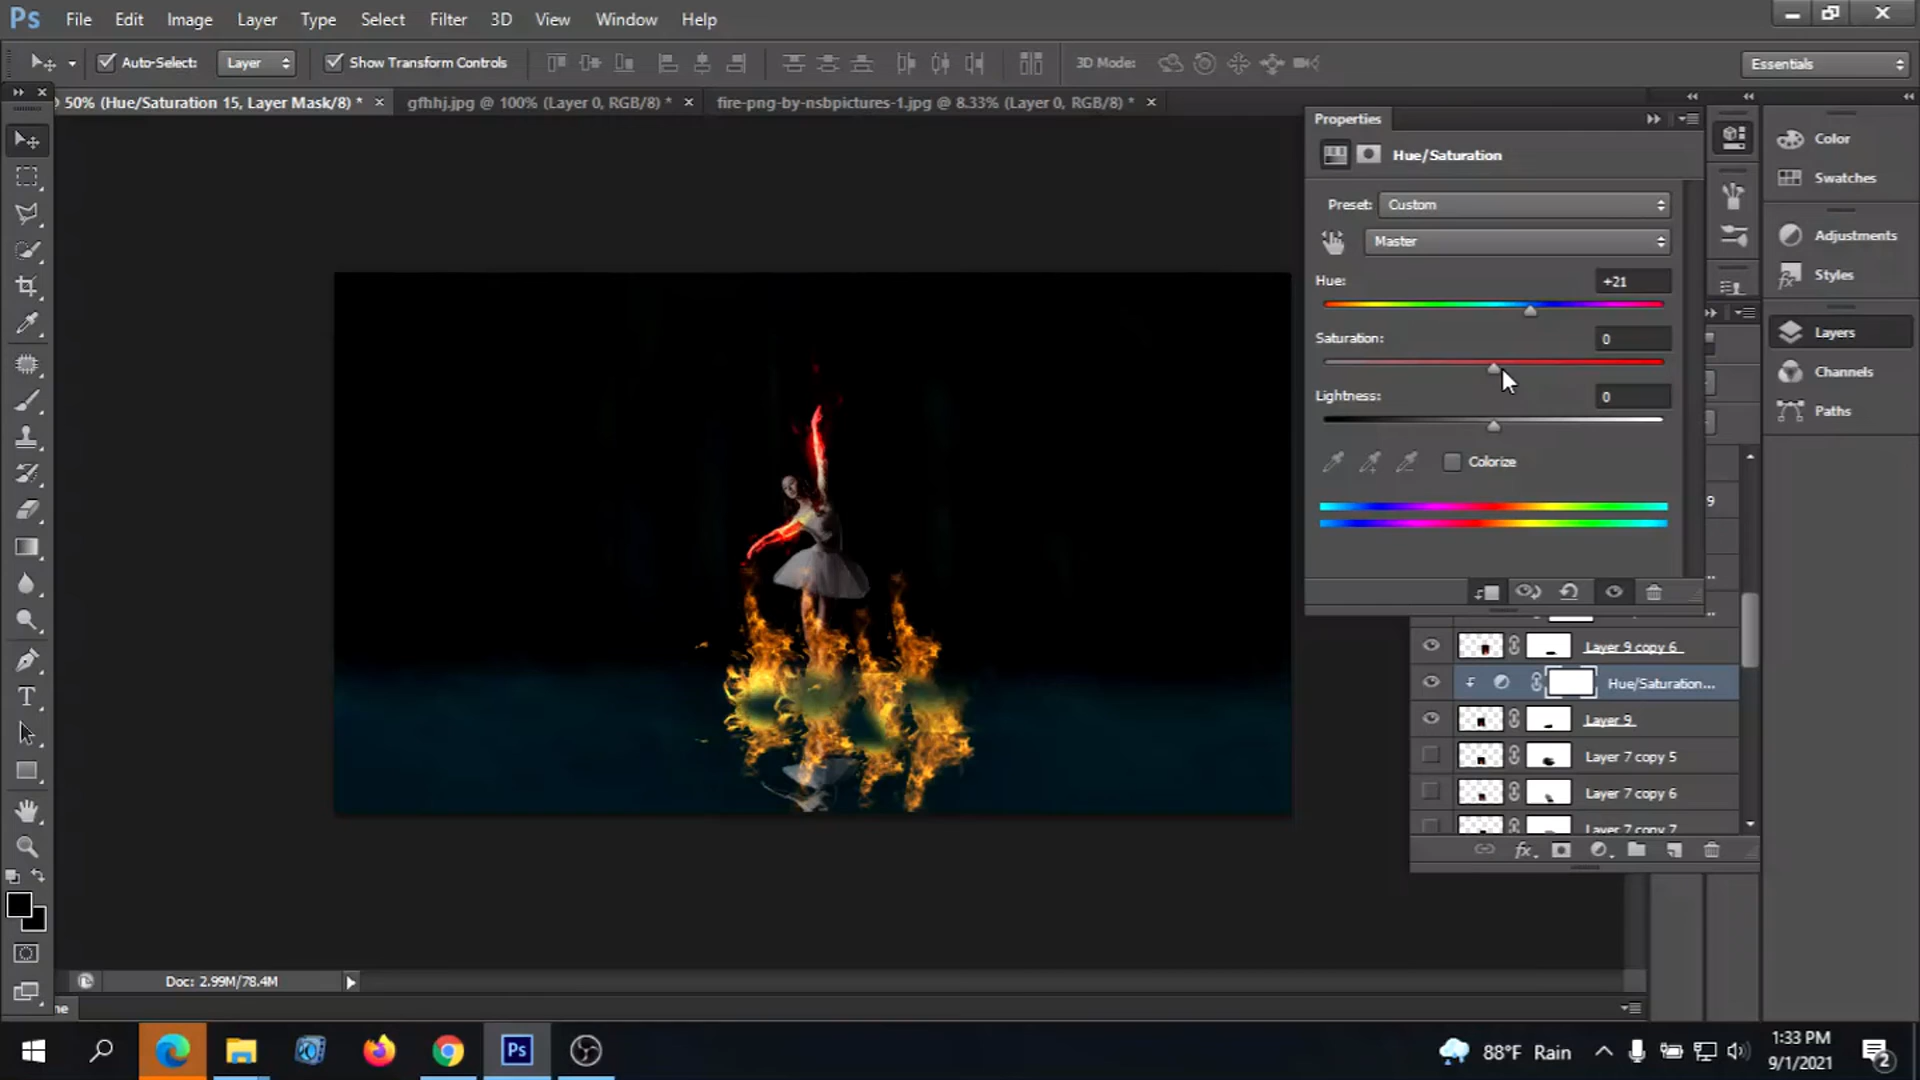 Ps File Edit Image Layer Type Select Filter 3D View Window Help
Auto-Select: Layer Show Transform Controls 3D Mode: Essentials
50% (Hue/Saturation 15, Layer Mask/8) * × gfhhj.jpg @ 100% (Layer 0, RGB/8) * × fire-png-by-nsbpictures-1.jpg @ 8.33% (Layer 0, RGB/8) * ×
Properties
Hue/Saturation
Preset: Custom
Master
Hue: +21
Saturation: 0
Lightness: 0
Colorize
Color
Swatches
Adjustments
Styles
Layers
Channels
Paths
9
Layer 9 copy 6
Hue/Saturation...
Layer 9
Layer 7 copy 5
Layer 7 copy 6
Layer 7 copy 7
fx
Doc: 2.99M/78.4M
ne
Ps
88°F Rain
1:33 PM
9/1/2021
2